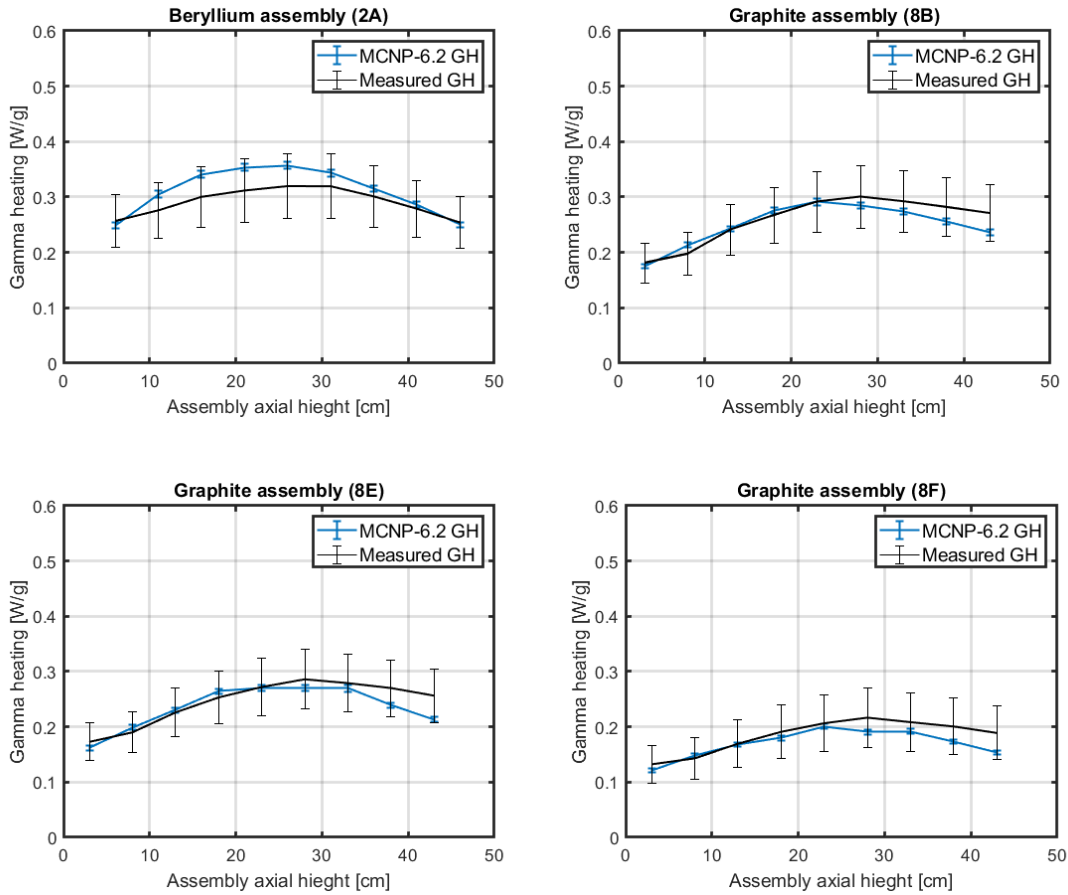 Beryllium assembly (2A)
0.6
0.5
0.4
0.3
0.2
0.1
0
Gamma heating [W/g]
MCNP-6.2 GH
Measured GH
0 10 20 30 40 50
Assembly axial hieght [cm]
Graphite assembly (8B)
0.6
0.5
0.4
0.3
0.2
0.1
0
Gamma heating [W/g]
MCNP-6.2 GH
Measured GH
0 10 20 30 40 50
Assembly axial hieght [cm]
Graphite assembly (8E)
0.6
0.5
0.4
0.3
0.2
0.1
0
Gamma heating [W/g]
MCNP-6.2 GH
Measured GH
0 10 20 30 40 50
Assembly axial hieght [cm]
Graphite assembly (8F)
0.6
0.5
0.4
0.3
0.2
0.1
0
Gamma heating [W/g]
MCNP-6.2 GH
Measured GH
0 10 20 30 40 50
Assembly axial hieght [cm]